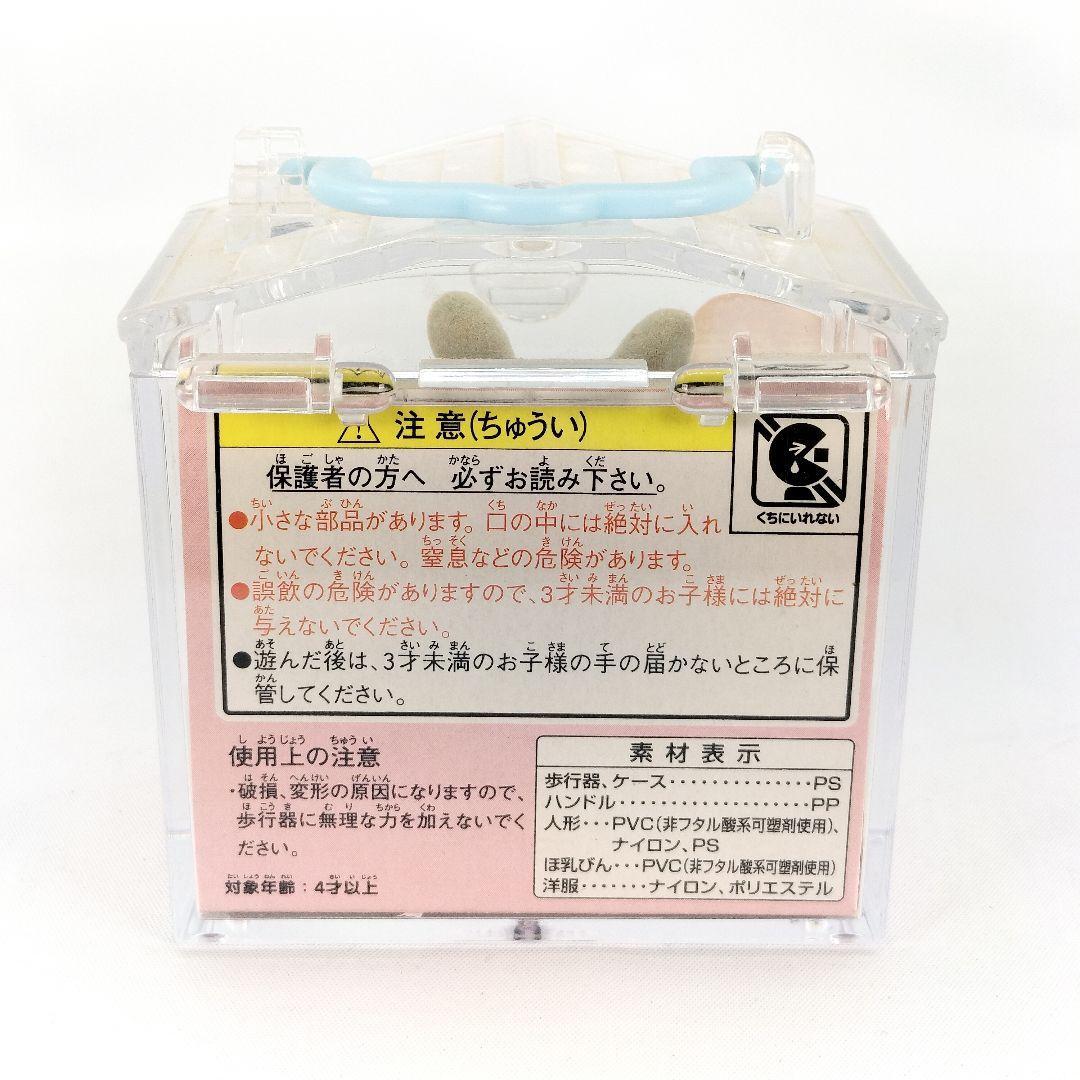 注意(ちゅうい)
保護者の方へ 必ずお読み下さい。
くちにいれない
●小さな部品があります。口の中には絶対に入れ
ないでください。窒息などの危険があります。
●誤飲の危険がありますので、3才未満のお子様には絶対に
与えないでください。
●遊んだ後は、3才未満のお子様の手の届かないところに保
管してください。
使用上の注意
・破損、変形の原因になりますので、
歩行器に無理な力を加えないでく
ださい。
対象年齢:4才以上
素材表示
歩行器、ケース・・・・・・・・・・・・・・・PS
ハンドル・・・・・・・・・・・・・・・・・・・PP
人形・・・PVC(非フタル酸系可塑剤使用)、
ナイロン、PS
ほ乳びん・・・PVC(非フタル酸系可塑剤使用)
洋服・・・・・・・ナイロン、ポリエステル